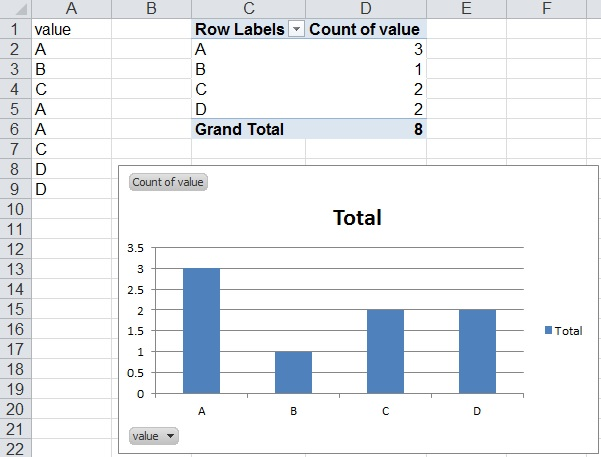 A B C D E F
1 value Row Labels Count of value
2 A A 3
3 B B 1
4 C C 2
5 A D 2
6 A Grand Total 8
7 C
8 D
9 D
10
11
12
13
14
15
16
17
18
19
20
21
22
Count of value
Total
3.5
3
2.5
2
1.5
1
0.5
0
A B C D
Total
value